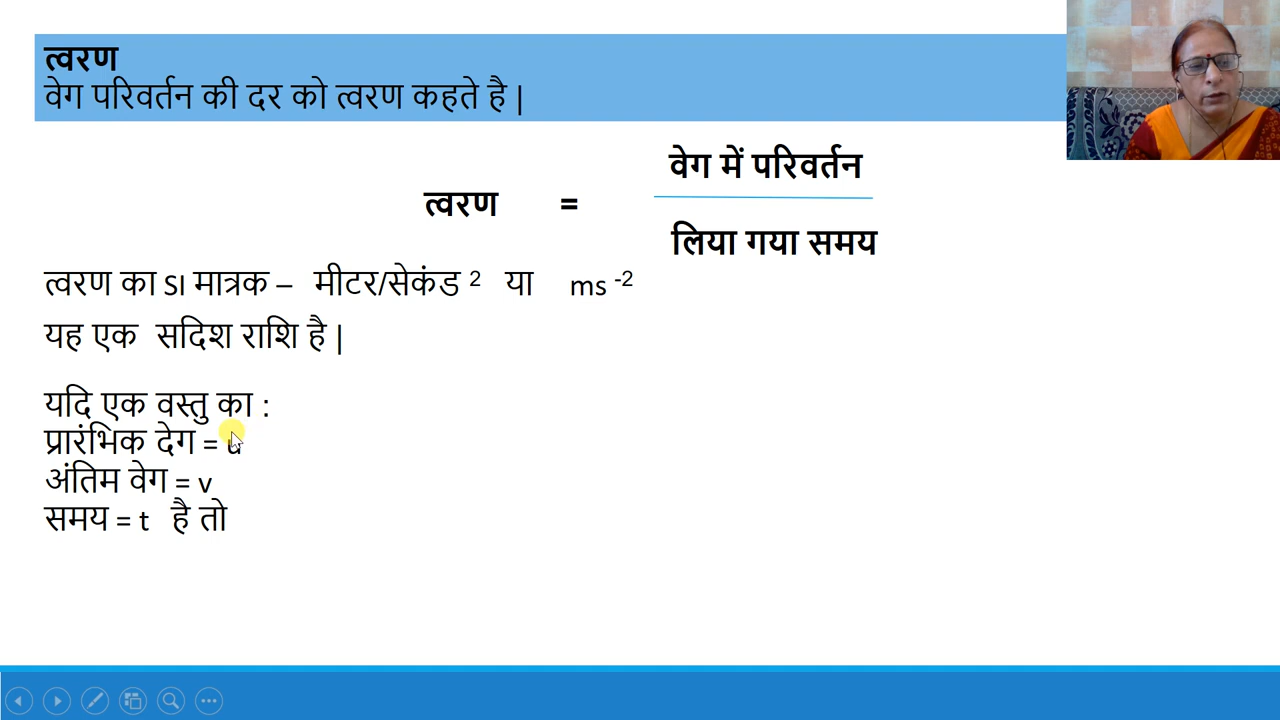 त्वरण
वेग परिवर्तन की दर को त्वरण कहते है |
वेग में परिवर्तन
त्वरण =
लिया गया समय
त्वरण का SI मात्रक – मीटर/सेकंड ² या ms ⁻²
यह एक सदिश राशि है |
यदि एक वस्तु का :
प्रारंभिक देग = u
अंतिम वेग = v
समय = t है तो